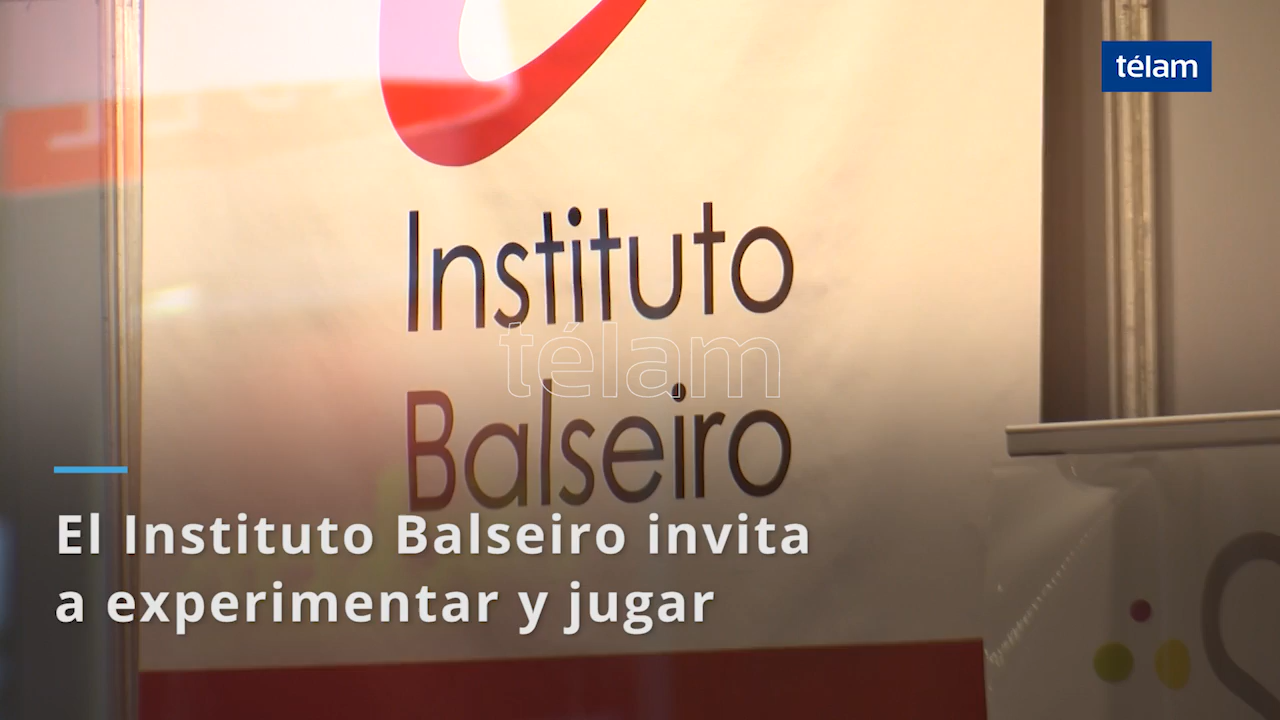 télam
Instituto
télam
Balseiro
El Instituto Balseiro invita
a experimentar y jugar